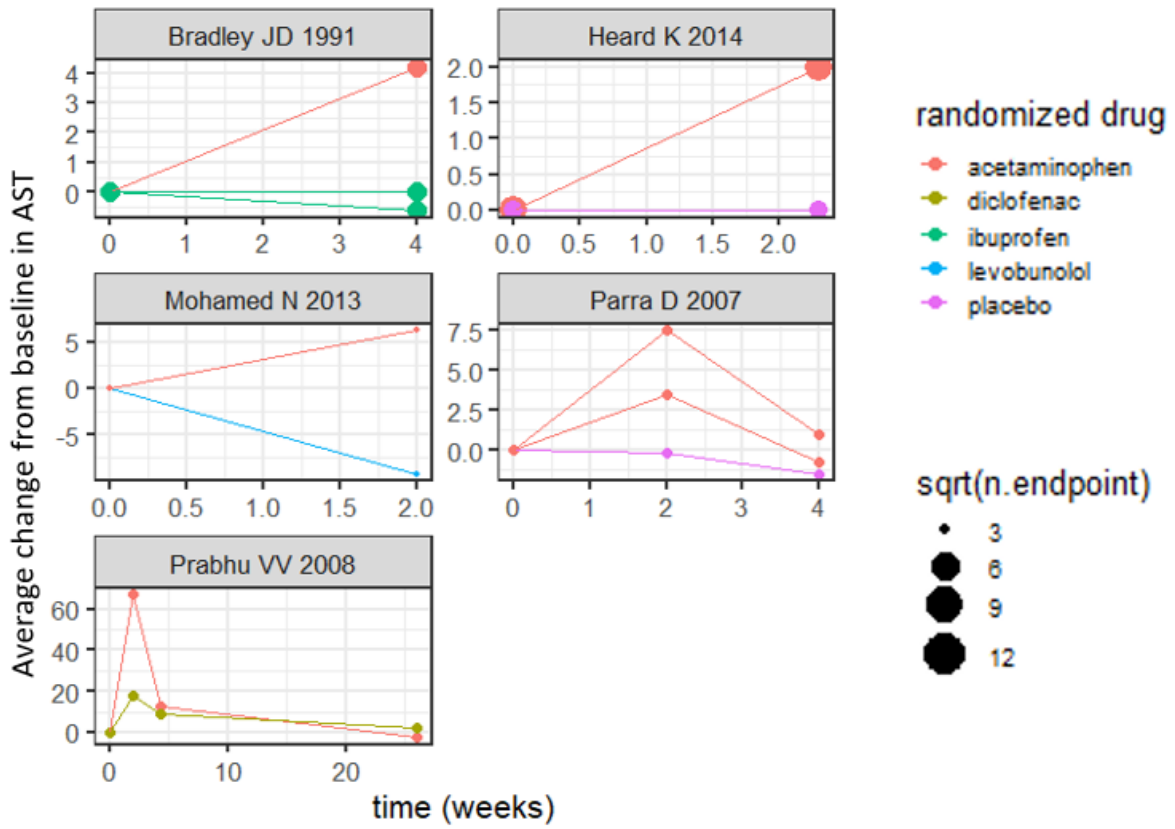 Average change from baseline in AST
Bradley JD 1991
4
3
2
1
0
0 1 2 3 4
Heard K 2014
2.0
1.5
1.0
0.5
0.0
0.0 0.5 1.0 1.5 2.0
Mohamed N 2013
5
0
-5
0.0 0.5 1.0 1.5 2.0
Parra D 2007
7.5
5.0
2.5
0.0
0 1 2 3 4
Prabhu VV 2008
60
40
20
0
0 10 20
time (weeks)
randomized drug
acetaminophen
diclofenac
ibuprofen
levobunolol
placebo
sqrt(n.endpoint)
3
6
9
12